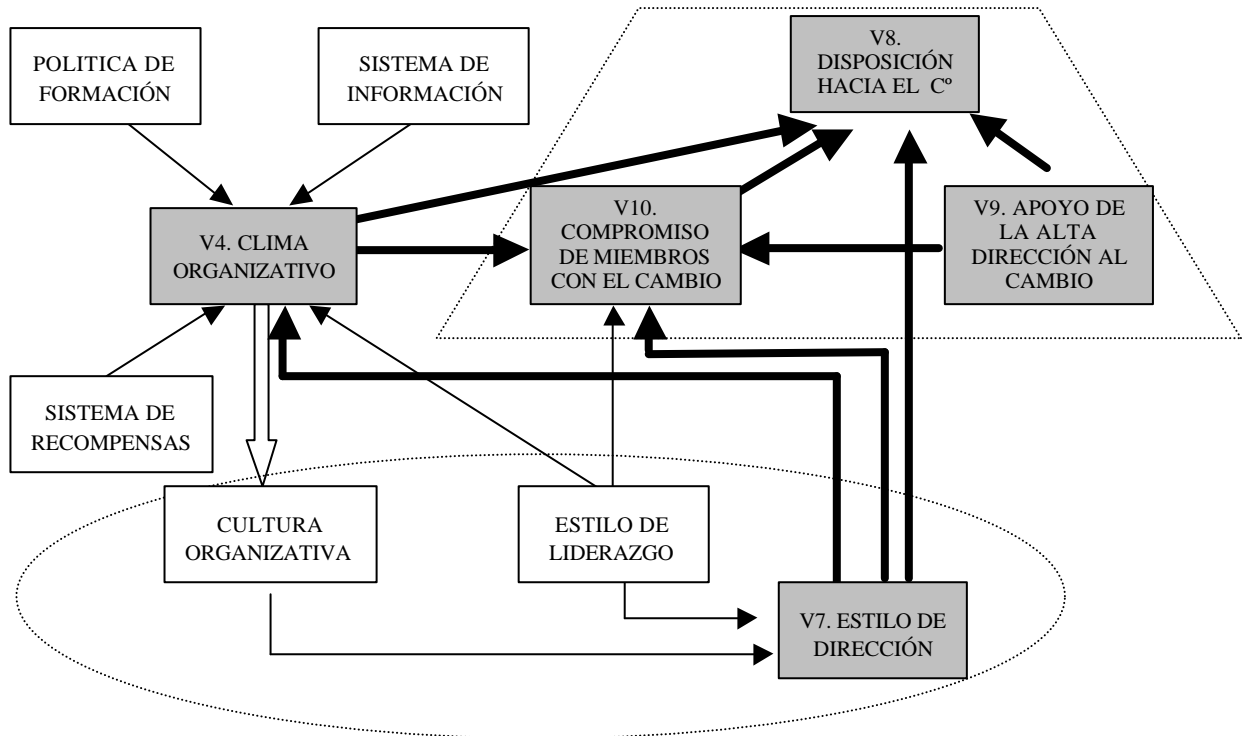 V8.
DISPOSICIÓN
HACIA EL Cº
POLITICA DE
FORMACIÓN
SISTEMA DE
INFORMACIÓN
V4. CLIMA
ORGANIZATIVO
V10.
COMPROMISO
DE MIEMBROS
CON EL CAMBIO
V9. APOYO DE
LA ALTA
DIRECCIÓN AL
CAMBIO
SISTEMA DE
RECOMPENSAS
CULTURA
ORGANIZATIVA
ESTILO DE
LIDERAZGO
V7. ESTILO DE
DIRECCIÓN